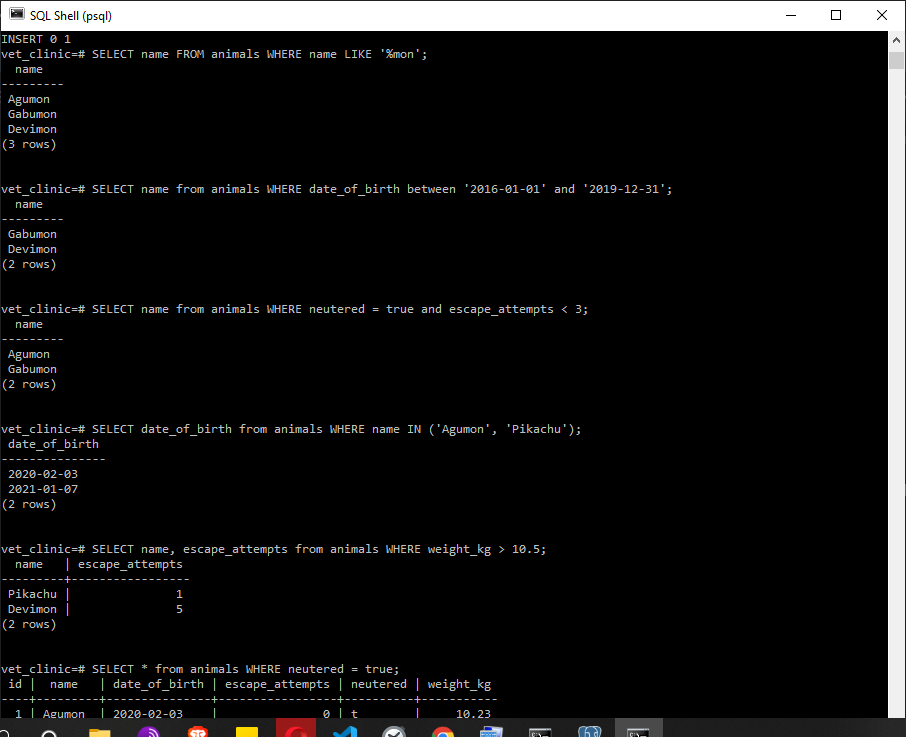 SQL Shell (psql)
INSERT 0 1
vet_clinic=# SELECT name FROM animals WHERE name LIKE '%mon';
  name
---------
 Agumon
 Gabumon
 Devimon
(3 rows)
vet_clinic=# SELECT name from animals WHERE date_of_birth between '2016-01-01' and '2019-12-31';
  name
---------
 Gabumon
 Devimon
(2 rows)
vet_clinic=# SELECT name from animals WHERE neutered = true and escape_attempts < 3;
  name
---------
 Agumon
 Gabumon
(2 rows)
vet_clinic=# SELECT date_of_birth from animals WHERE name IN ('Agumon', 'Pikachu');
 date_of_birth
---------------
 2020-02-03
 2021-01-07
(2 rows)
vet_clinic=# SELECT name, escape_attempts from animals WHERE weight_kg > 10.5;
  name   | escape_attempts
---------+-----------------
 Pikachu |               1
 Devimon |               5
(2 rows)
vet_clinic=# SELECT * from animals WHERE neutered = true;
 id |  name   | date_of_birth | escape_attempts | neutered | weight_kg
----+---------+---------------+-----------------+----------+-----------
  1 | Agumon  | 2020-02-03    |               0 | t        |     10.23